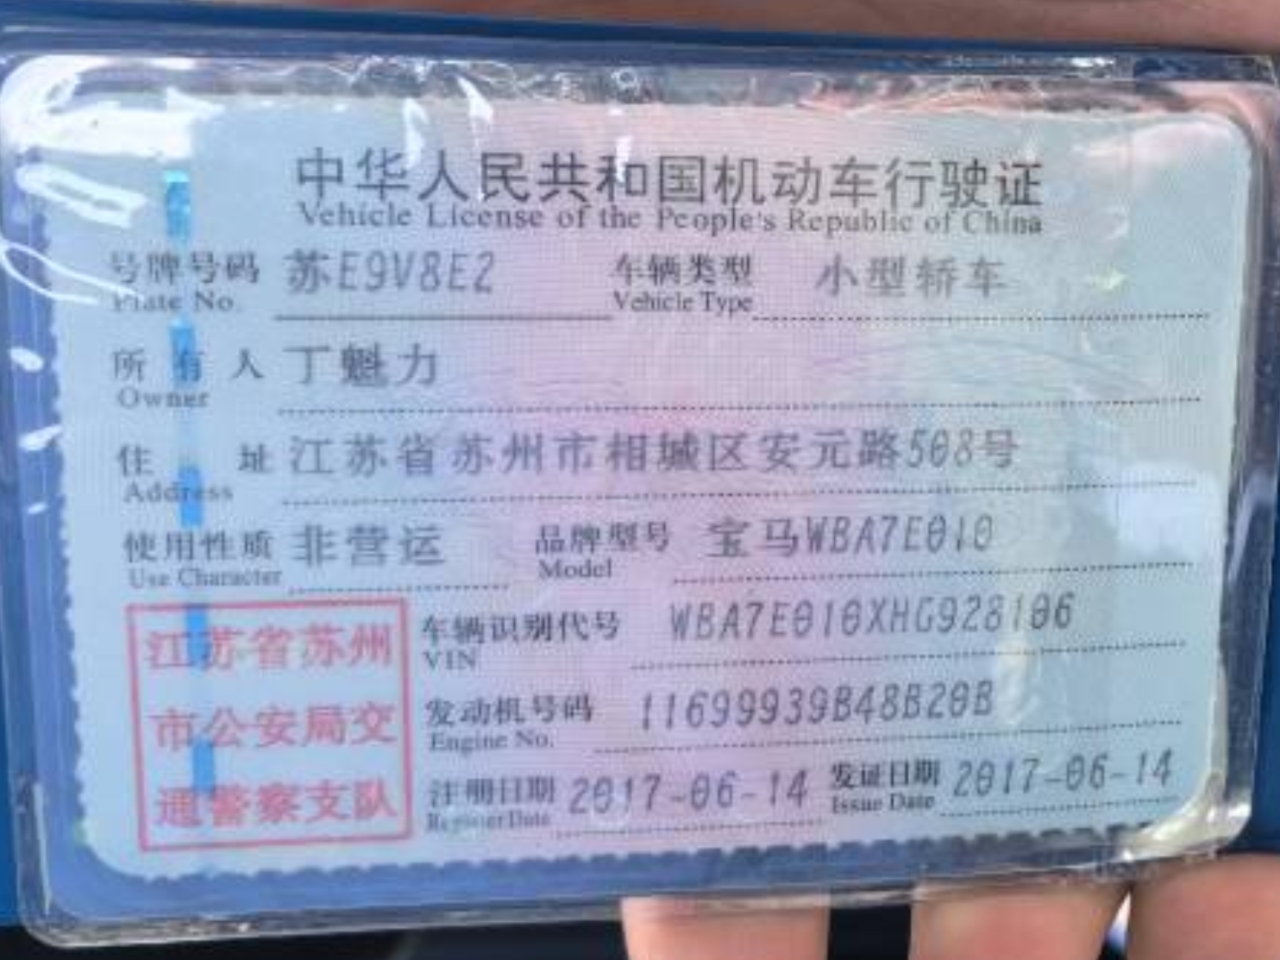 中华人民共和国机动车行驶证
Vehicle License of the People's Republic of China
号牌号码 苏E9V8E2 车辆类型 小型轿车
Plate No. Vehicle Type
所有人 丁魁力
Owner
住址 江苏省苏州市相城区安元路508号
Address
使用性质 非营运 品牌型号 宝马WBA7E010
Use Character Model
江苏省苏州
市公安局交
通警察支队
车辆识别代号 WBA7E010XHG928106
VIN
发动机号码 11699939B48B20B
Engine No.
注册日期 2017-06-14 发证日期 2017-06-14
Register Date Issue Date